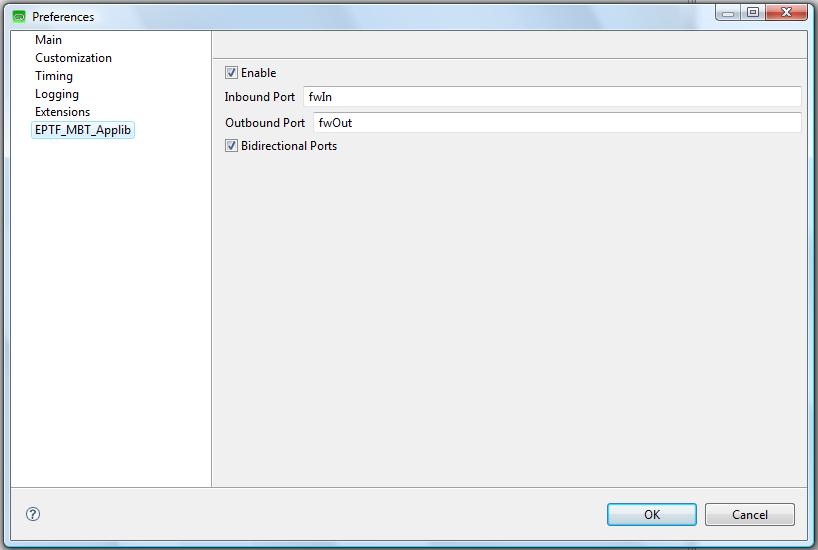 Preferences
Main
Customization
Timing
Logging
Extensions
EPTF_MBT_Applib
Enable
Inbound Port fwIn
Outbound Port fwOut
Bidirectional Ports
?
OK Cancel